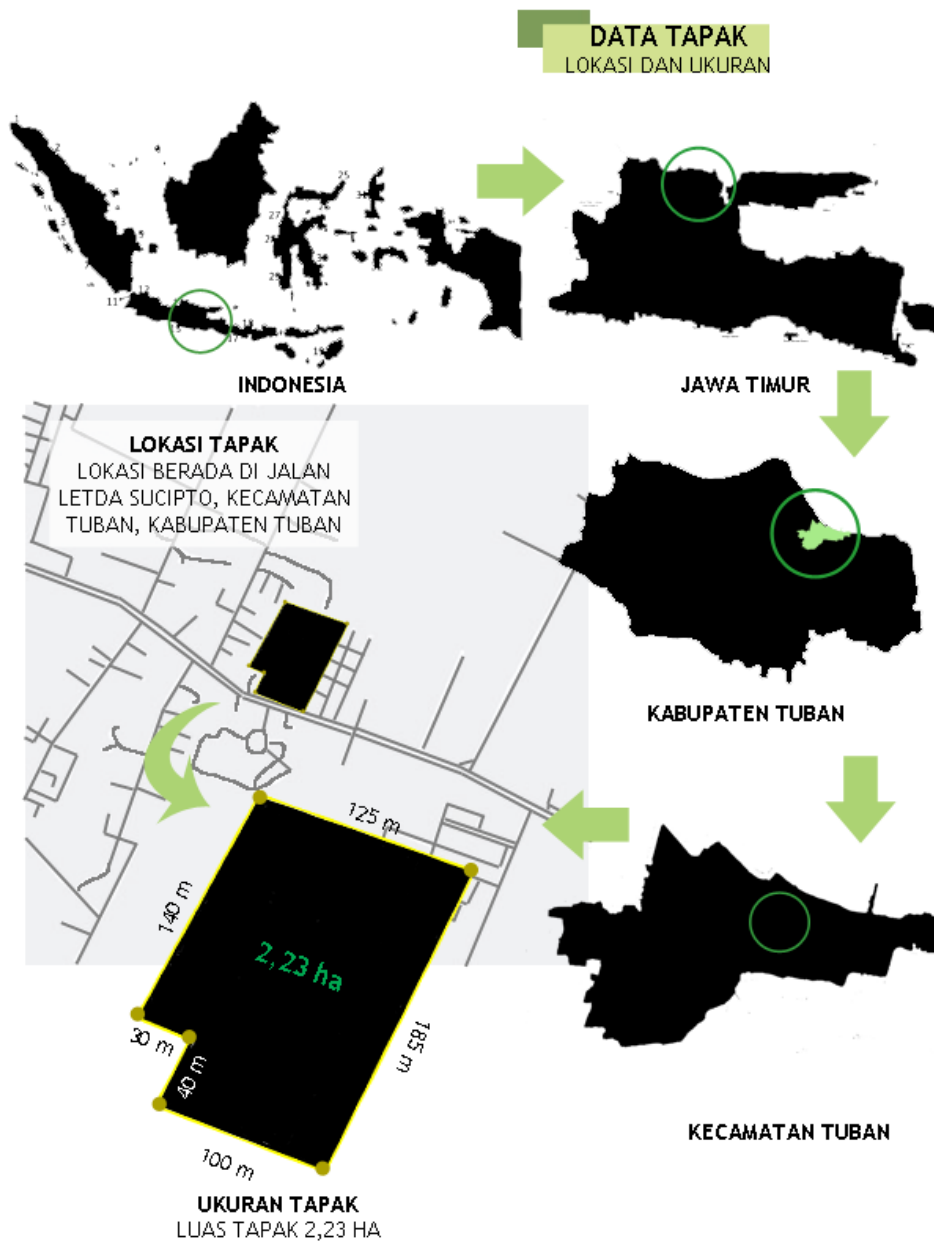 DATA TAPAK
LOKASI DAN UKURAN
INDONESIA
JAWA TIMUR
LOKASI TAPAK
LOKASI BERADA DI JALAN
LETDA SUCIPTO, KECAMATAN
TUBAN, KABUPATEN TUBAN
KABUPATEN TUBAN
125 m
140 m
2,23 ha
30 m
40 m
185 m
100 m
KECAMATAN TUBAN
UKURAN TAPAK
LUAS TAPAK 2,23 HA